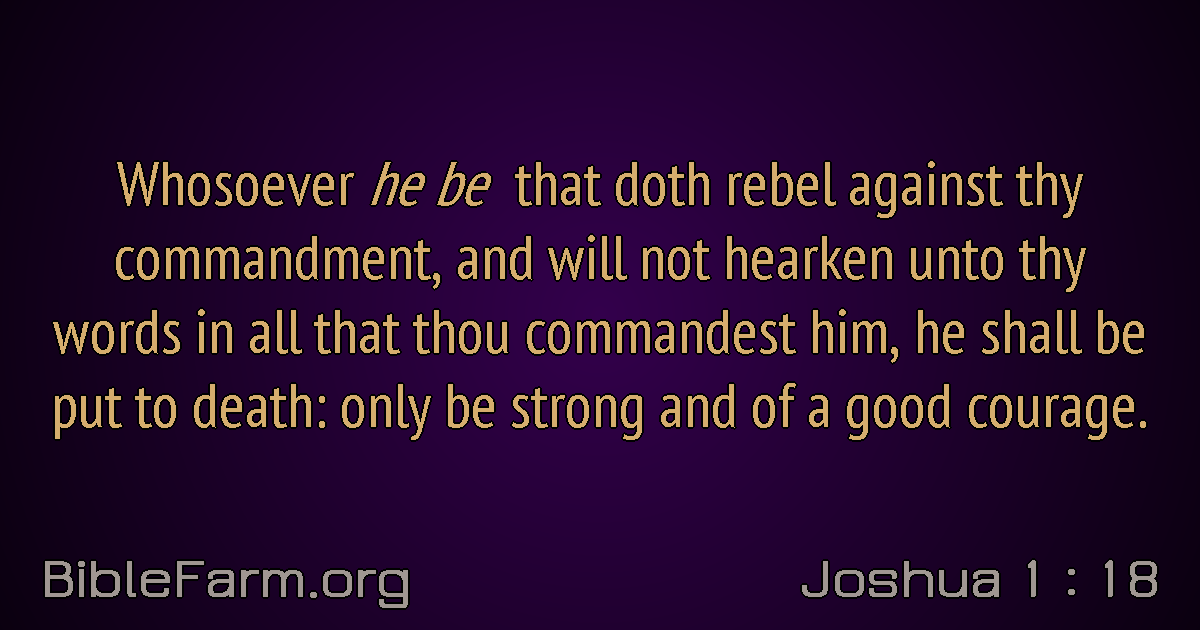 Whosoever he be that doth rebel against thy
commandment, and will not hearken unto thy
words in all that thou commandest him, he shall be
put to death: only be strong and of a good courage.
BibleFarm.org
Joshua 1 : 18